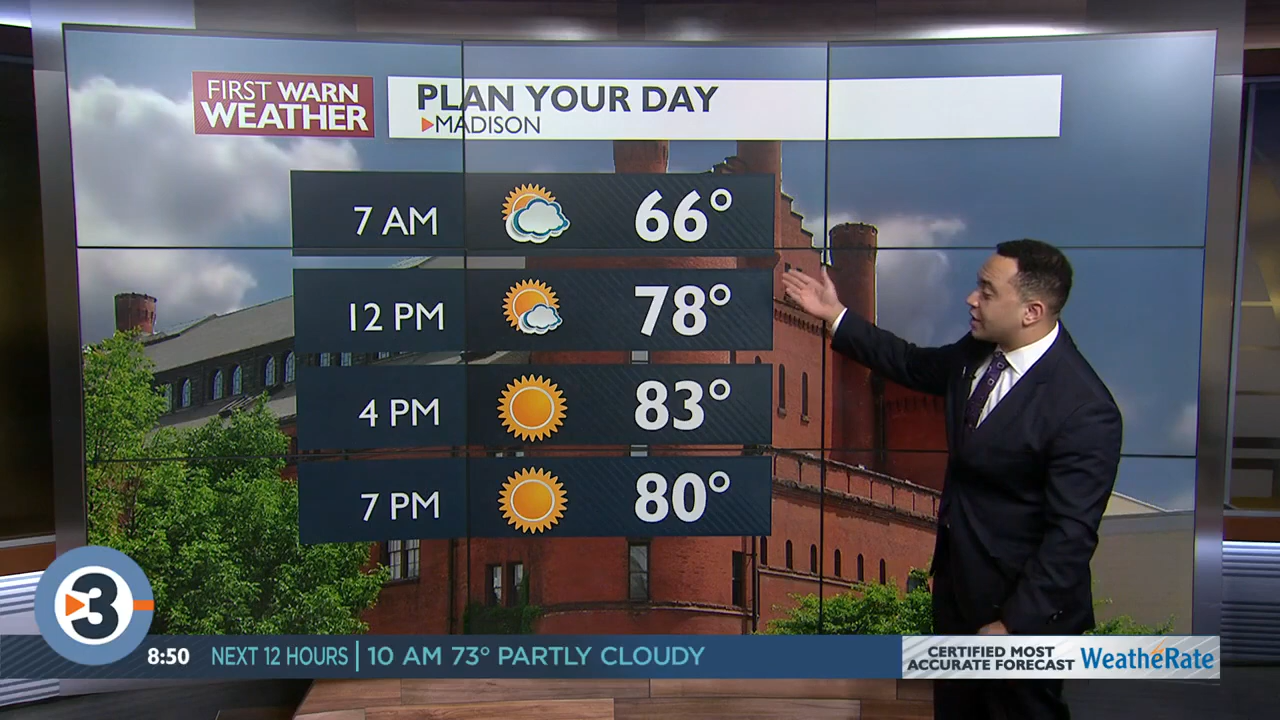 FIRST WARN
WEATHER
PLAN YOUR DAY
MADISON
7 AM 66°
12 PM 78°
4 PM 83°
7 PM 80°
3
8:50 NEXT 12 HOURS 10 AM 73° PARTLY CLOUDY
CERTIFIED MOST
ACCURATE FORECAST WeatheRate